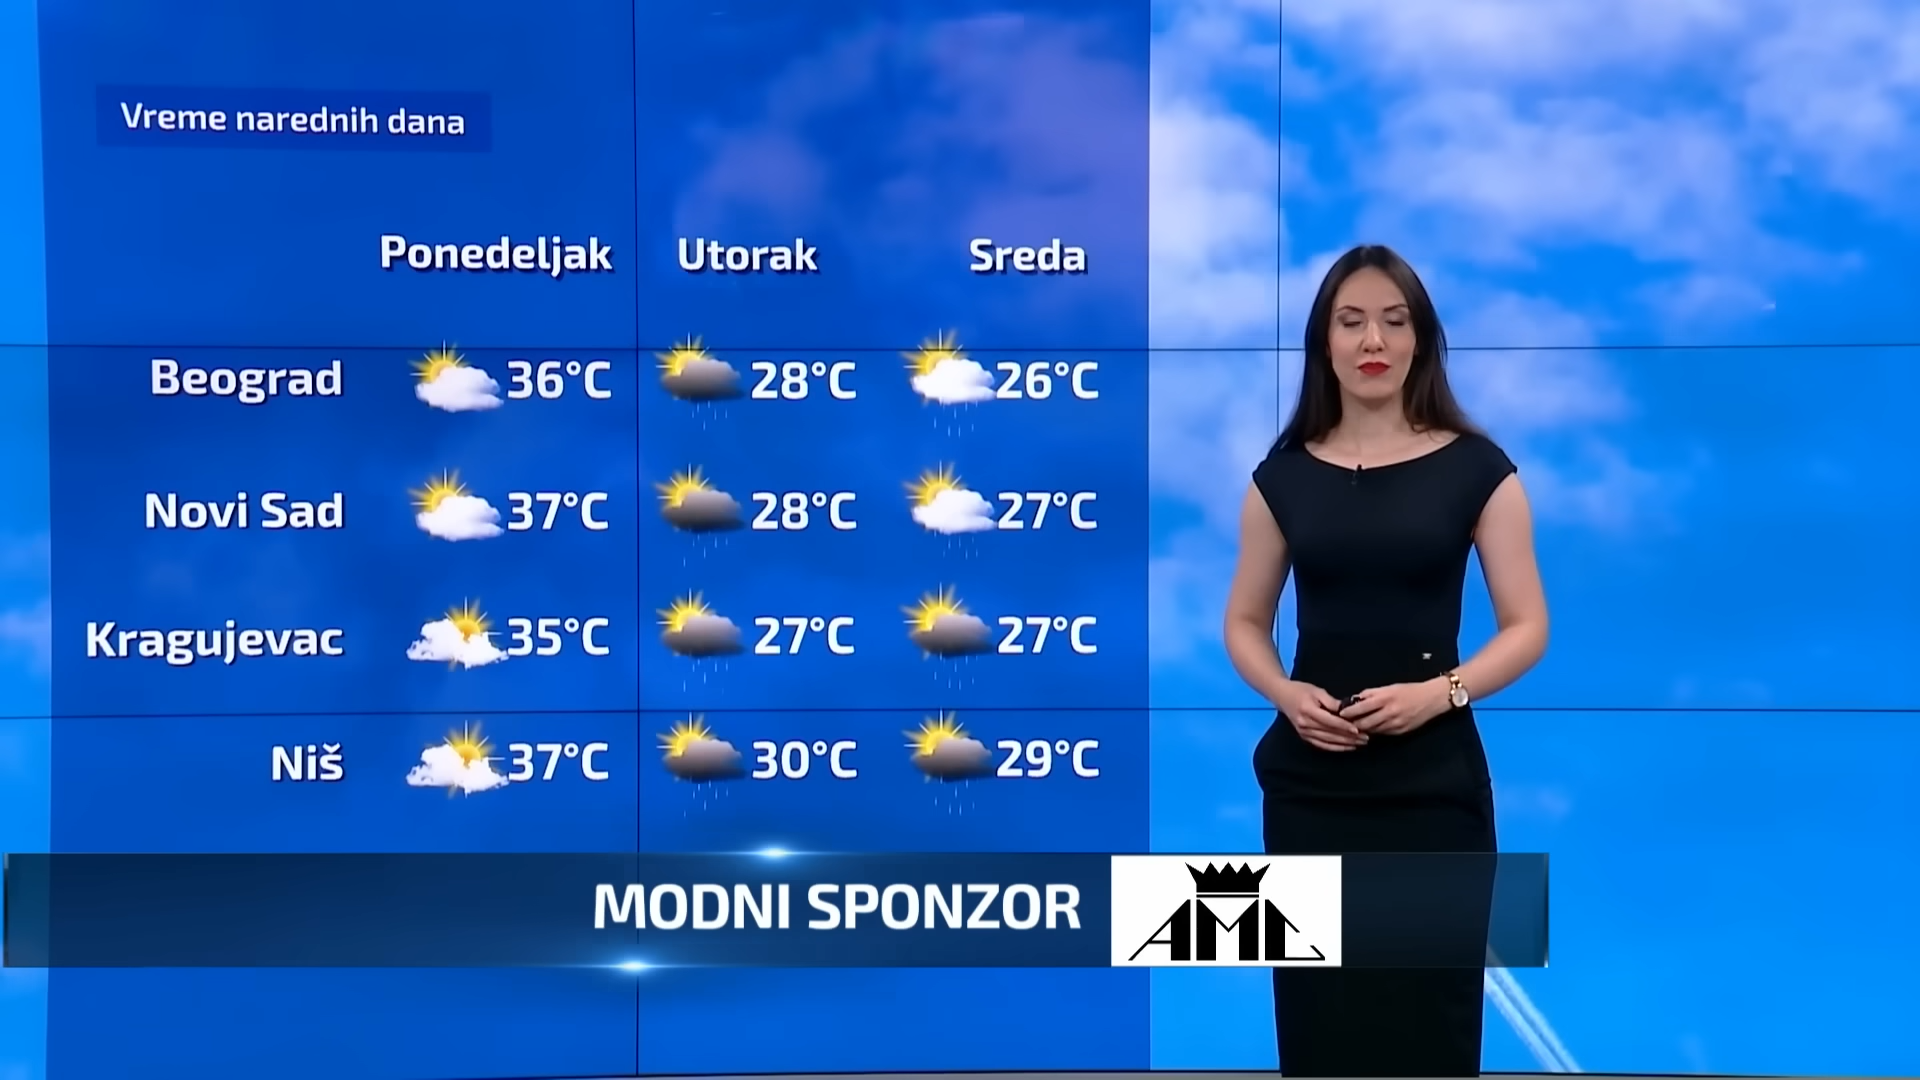 Vreme narednih dana
Ponedeljak Utorak Sreda
Beograd 36°C 28°C 26°C
Novi Sad 37°C 28°C 27°C
Kragujevac 35°C 27°C 27°C
Niš 37°C 30°C 29°C
MODNI SPONZOR AMC